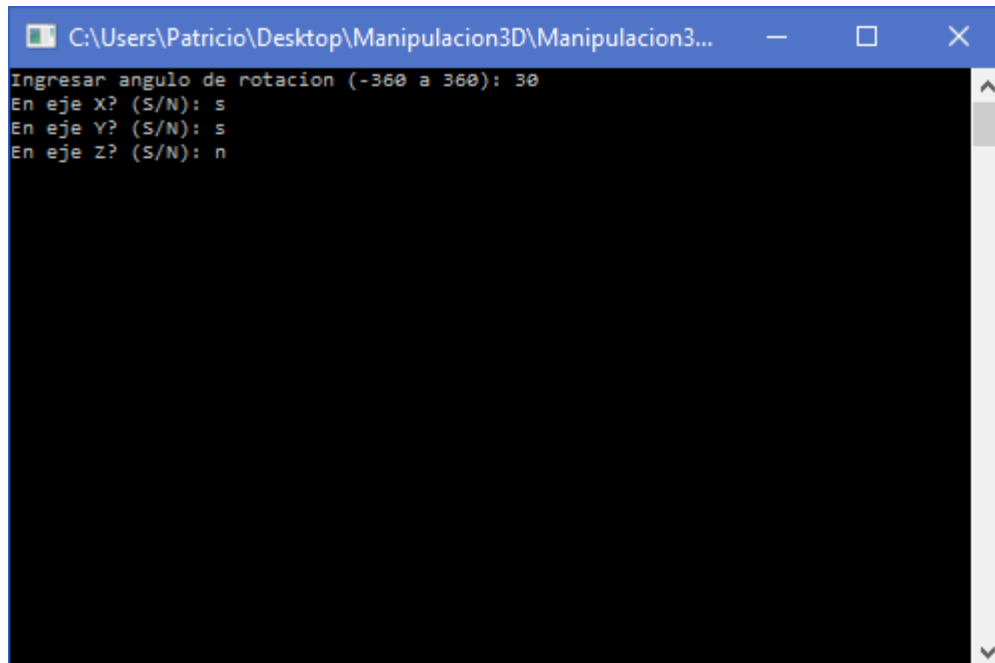 C:\Users\Patricio\Desktop\Manipulacion3D\Manipulacion3...
Ingresar angulo de rotacion (-360 a 360): 30
En eje X? (S/N): s
En eje Y? (S/N): s
En eje Z? (S/N): n